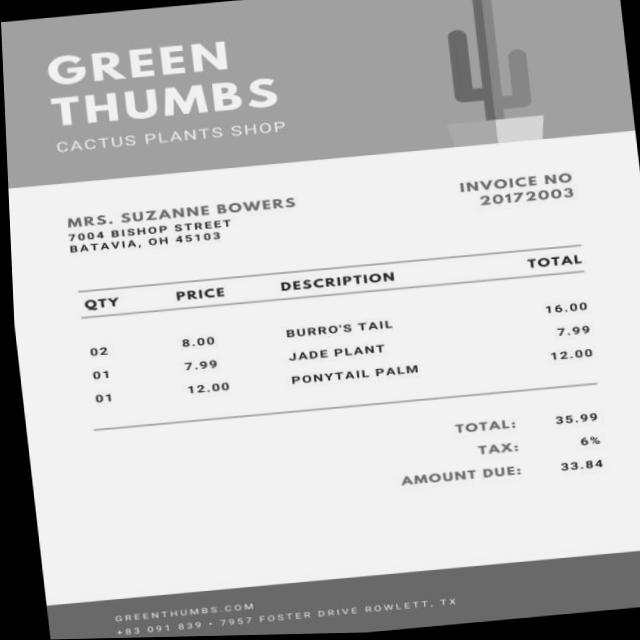 GREEN
THUMBS
CACTUS PLANTS SHOP
INVOICE NO
20172003
MRS. SUZANNE BOWERS
7004 BISHOP STREET
BATAVIA, OH 45103
QTY PRICE DESCRIPTION TOTAL
02 8.00 BURRO'S TAIL 16.00
01 7.99 JADE PLANT 7.99
01 12.00 PONYTAIL PALM 12.00
TOTAL: 35.99
TAX: 6%
AMOUNT DUE: 33.84
GREENTHUMBS.COM
+83 091 839 • 7957 FOSTER DRIVE ROWLETT, TX